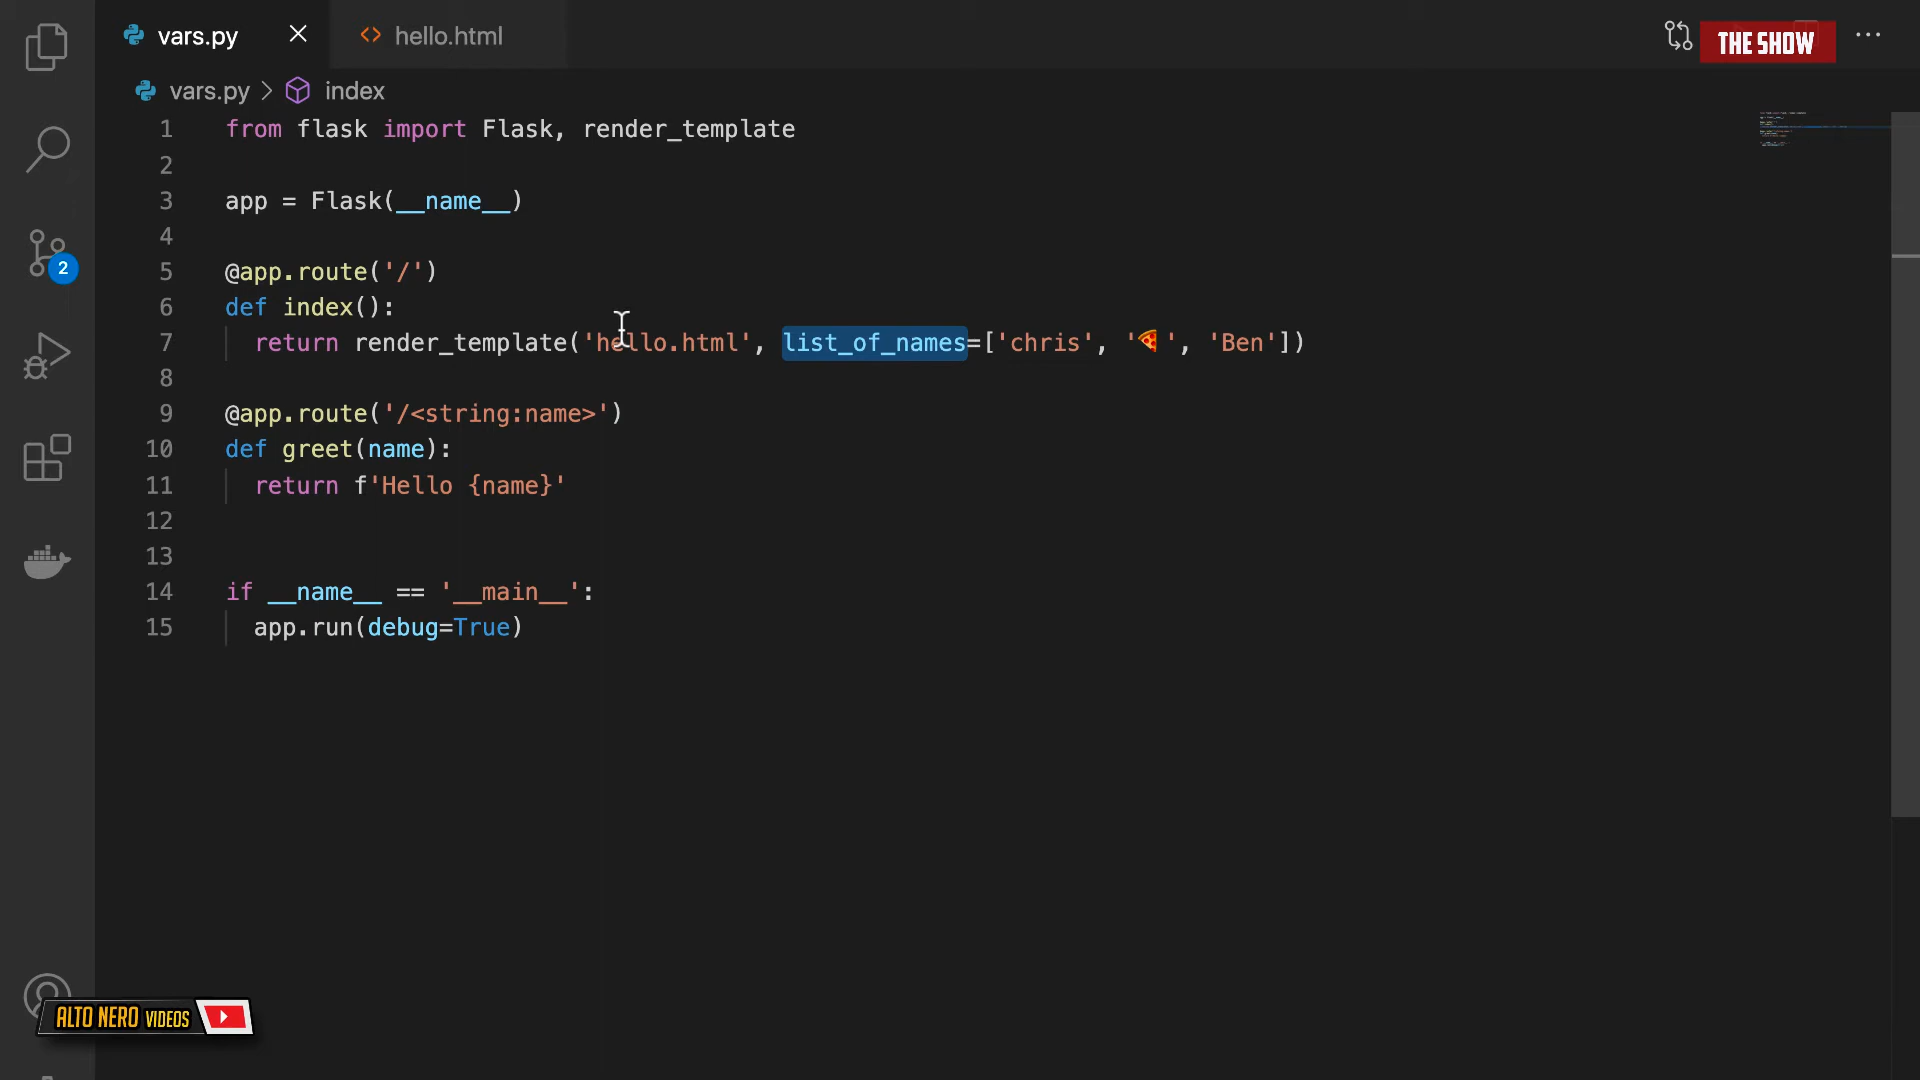 vars.py
hello.html
THE SHOW
vars.py > index
1 from flask import Flask, render_template
2
3 app = Flask(__name__)
4
5 @app.route('/')
6 def index():
7   return render_template('hello.html', list_of_names=['chris', '🍕', 'Ben'])
8
9 @app.route('/<string:name>')
10 def greet(name):
11   return f'Hello {name}'
12
13
14 if __name__ == '__main__':
15   app.run(debug=True)
2
ALTO NERO VIDEOS